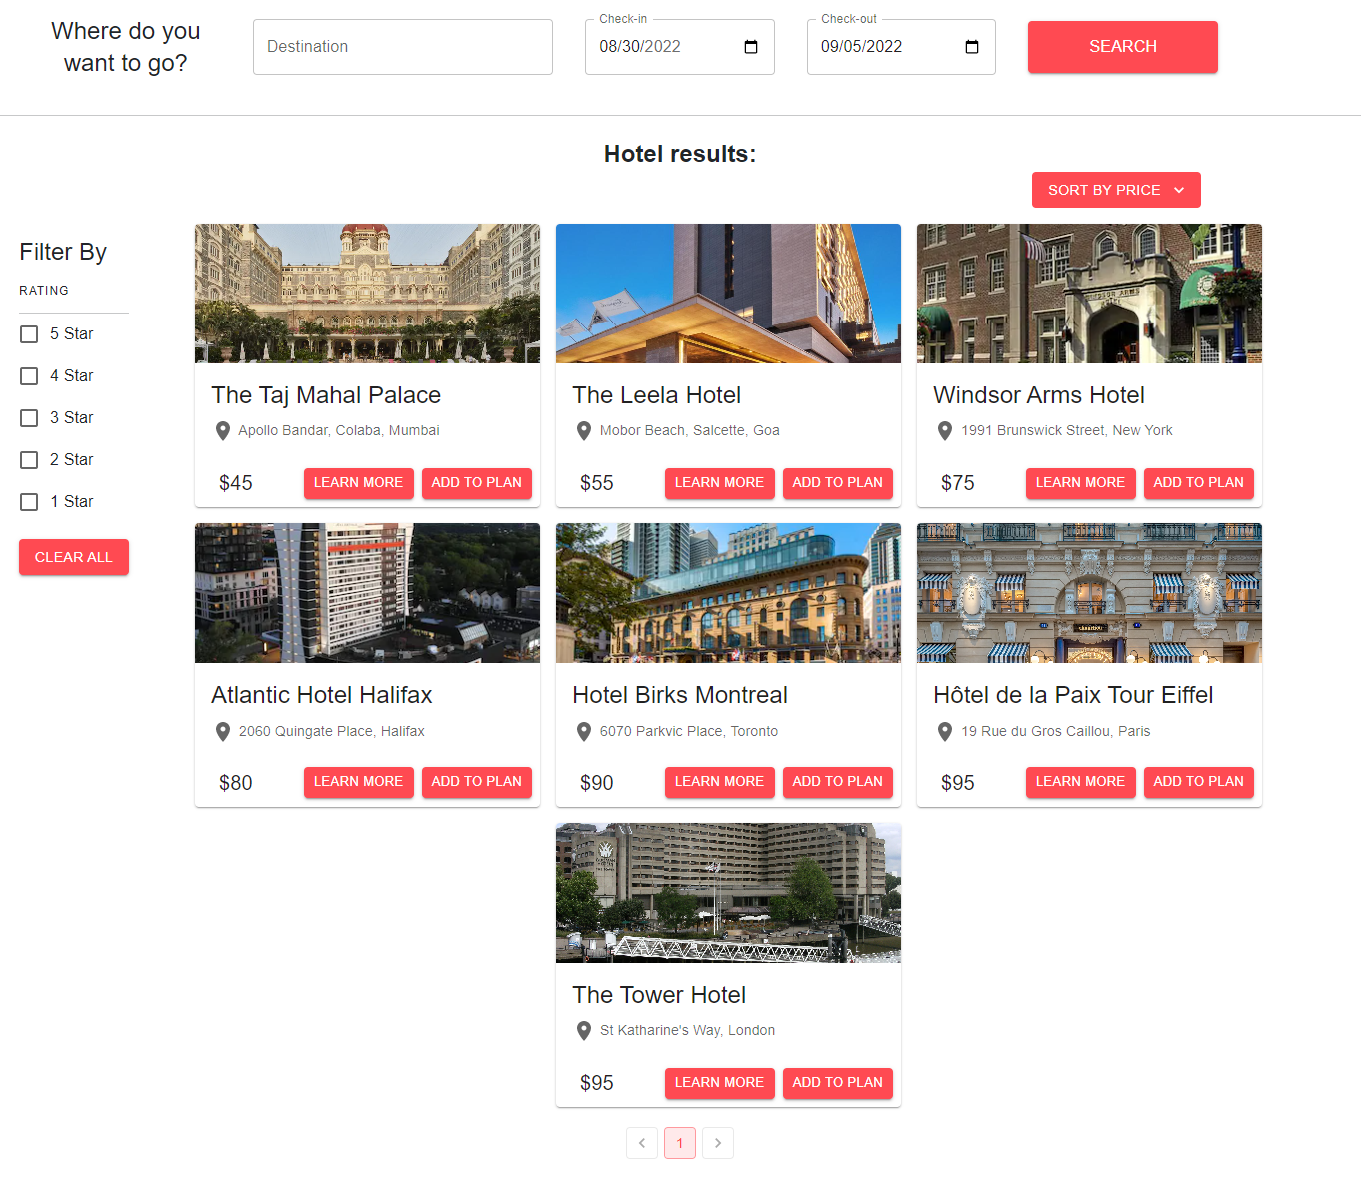 Where do you
want to go?
Destination
Check-in
08/30/2022
Check-out
09/05/2022
SEARCH
Hotel results:
SORT BY PRICE
Filter By
RATING
5 Star
4 Star
3 Star
2 Star
1 Star
CLEAR ALL
The Taj Mahal Palace
Apollo Bandar, Colaba, Mumbai
$45 LEARN MORE ADD TO PLAN
The Leela Hotel
Mobor Beach, Salcette, Goa
$55 LEARN MORE ADD TO PLAN
WINDSOR ARMS
Windsor Arms Hotel
1991 Brunswick Street, New York
$75 LEARN MORE ADD TO PLAN
Atlantic Hotel Halifax
2060 Quingate Place, Halifax
$80 LEARN MORE ADD TO PLAN
Hotel Birks Montreal
6070 Parkvic Place, Toronto
$90 LEARN MORE ADD TO PLAN
Hôtel de la Paix Tour Eiffel
19 Rue du Gros Caillou, Paris
$95 LEARN MORE ADD TO PLAN
The Tower Hotel
St Katharine's Way, London
$95 LEARN MORE ADD TO PLAN
1